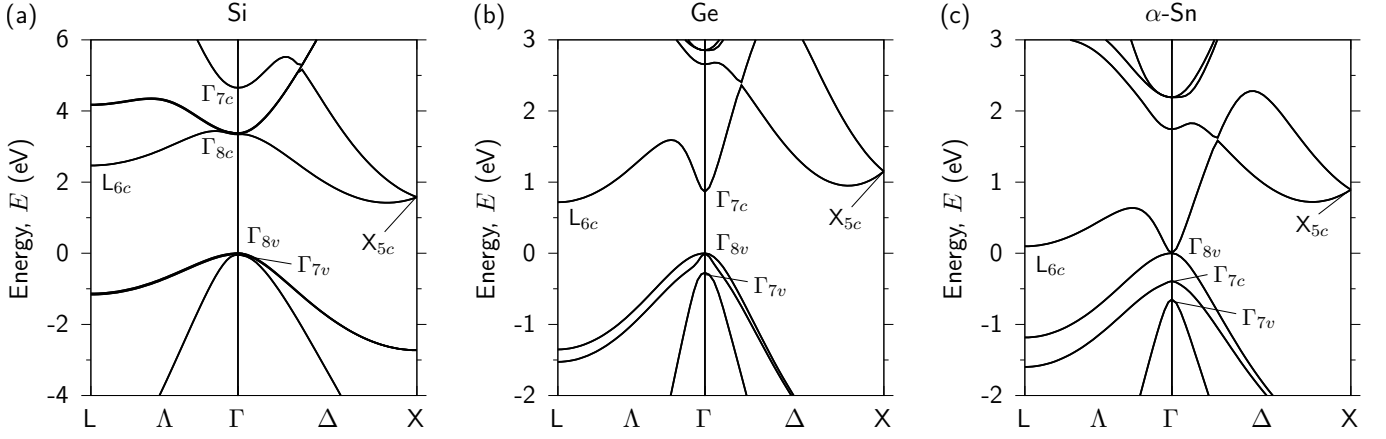 (a) Si
Energy, E (eV)
6
4
2
0
-2
-4
Γ7c
Γ8c
L6c
X5c
Γ8v
Γ7v
L Λ Γ Δ X
(b) Ge
Energy, E (eV)
3
2
1
0
-1
-2
L6c
Γ7c
X5c
Γ8v
Γ7v
L Λ Γ Δ X
(c) α-Sn
Energy, E (eV)
3
2
1
0
-1
-2
L6c
X5c
Γ8v
Γ7c
Γ7v
L Λ Γ Δ X